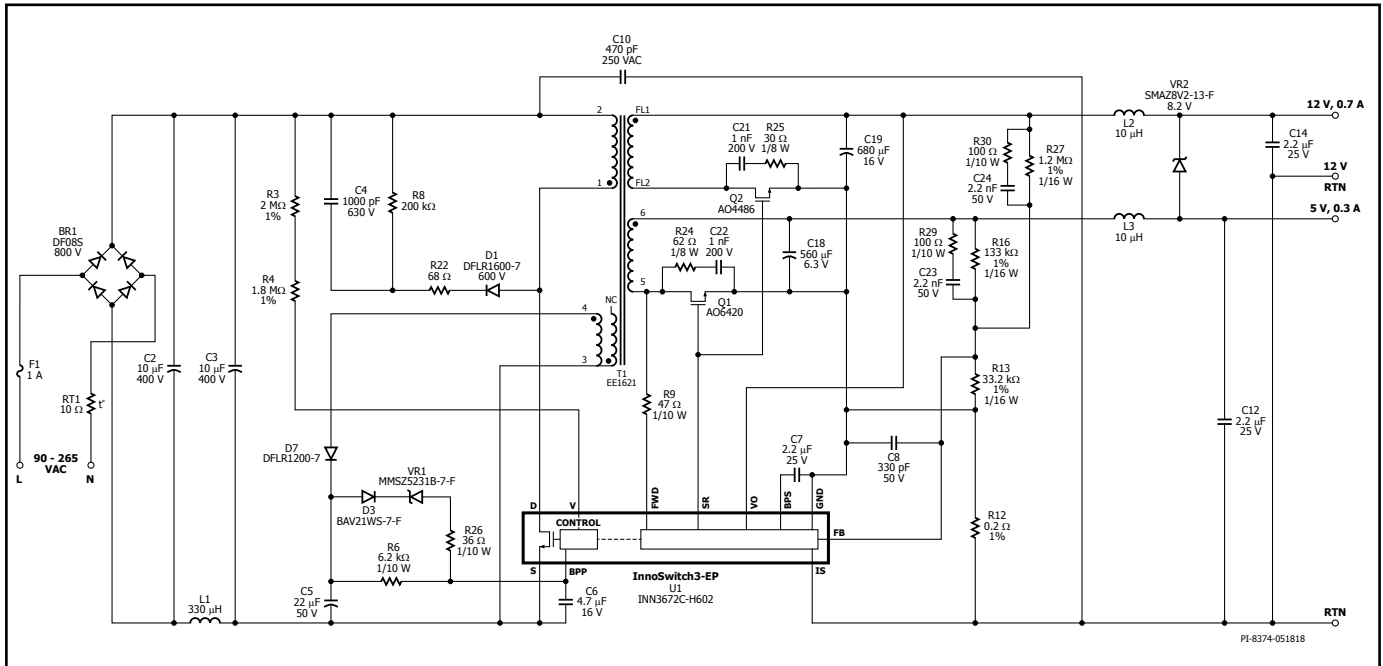 C10
470 pF
250 VAC
VR2
SMAZ8V2-13-F
8.2 V
12 V, 0.7 A
2
FL1
L2
10 μH
C14
2.2 μF
25 V
C21
1 nF
200 V
R25
30 Ω
1/8 W
C19
680 μF
16 V
R30
100 Ω
1/10 W
R27
1.2 MΩ
1%
1/16 W
C24
2.2 nF
50 V
12 V
RTN
R3
2 MΩ
1%
C4
1000 pF
630 V
R8
200 kΩ
1
FL2
Q2
AO4486
6
5 V, 0.3 A
L3
10 μH
BR1
DF08S
800 V
R24
62 Ω
1/8 W
C22
1 nF
200 V
C18
560 μF
6.3 V
R29
100 Ω
1/10 W
C23
2.2 nF
50 V
R16
133 kΩ
1%
1/16 W
D1
DFLR1600-7
600 V
R22
68 Ω
R4
1.8 MΩ
1%
5
Q1
AO6420
NC
4
3
T1
EE1621
F1
1 A
C2
10 μF
400 V
C3
10 μF
400 V
RT1
10 Ω
t°
R9
47 Ω
1/10 W
R13
33.2 kΩ
1%
1/16 W
C12
2.2 μF
25 V
D7
DFLR1200-7
C7
2.2 μF
25 V
C8
330 pF
50 V
90 - 265
VAC
L
N
VR1
MMSZ5231B-7-F
D3
BAV21WS-7-F
R26
36 Ω
1/10 W
D
V
FWD
SR
VO
BPS
GND
CONTROL
FB
R12
0.2 Ω
1%
R6
6.2 kΩ
1/10 W
S
BPP
IS
InnoSwitch3-EP
U1
INN3672C-H602
C5
22 μF
50 V
C6
4.7 μF
16 V
L1
330 μH
RTN
PI-8374-051818